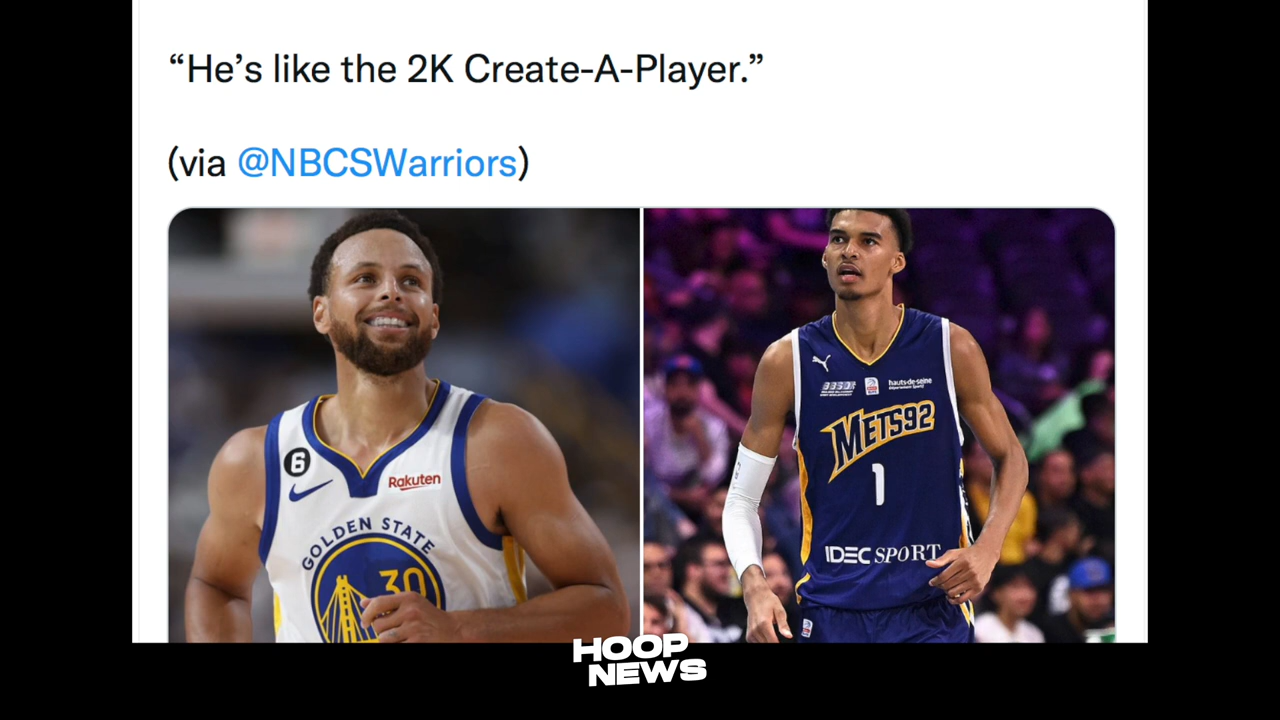 “He’s like the 2K Create-A-Player.”
(via @NBCSWarriors)
6
Rakuten
GOLDEN STATE
30
hauts-de-seine
METS92
1
IDEC SPORT
HOOP
NEWS